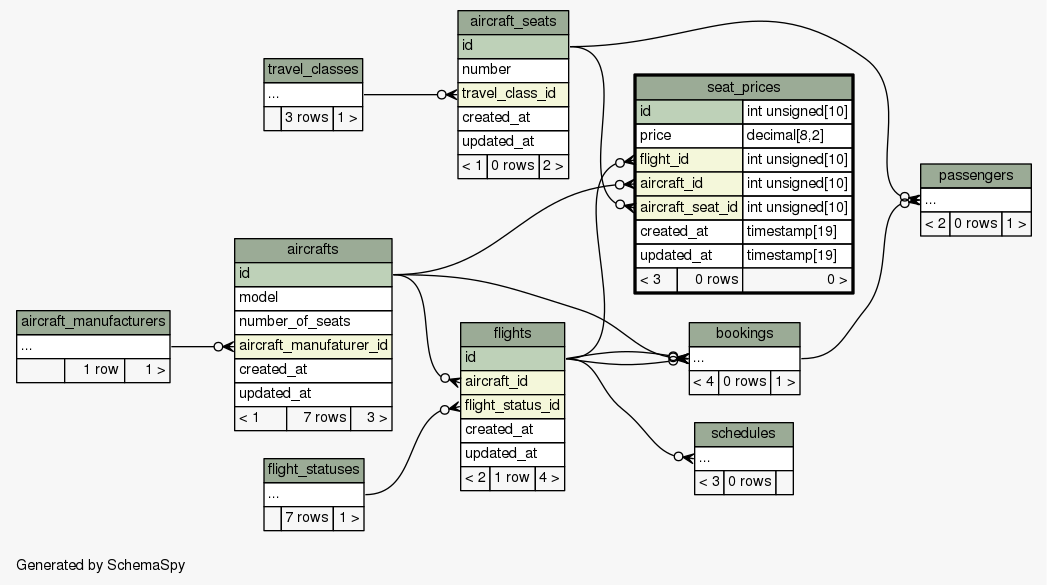 aircraft_seats
id
number
travel_class_id
created_at
updated_at
< 1 0 rows 2 >
travel_classes
...
3 rows 1 >
seat_prices
id int unsigned[10]
price decimal[8,2]
flight_id int unsigned[10]
aircraft_id int unsigned[10]
aircraft_seat_id int unsigned[10]
created_at timestamp[19]
updated_at timestamp[19]
< 3 0 rows 0 >
passengers
...
< 2 0 rows 1 >
aircrafts
id
model
number_of_seats
aircraft_manufaturer_id
created_at
updated_at
< 1 7 rows 3 >
aircraft_manufacturers
...
1 row 1 >
flights
id
aircraft_id
flight_status_id
created_at
updated_at
< 2 1 row 4 >
bookings
...
< 4 0 rows 1 >
schedules
...
< 3 0 rows
flight_statuses
...
7 rows 1 >
Generated by SchemaSpy